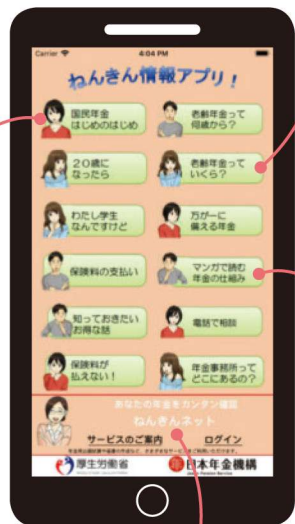 Carrier 4:04 PM
ねんきん情報アプリ!
国民年金
はじめのはじめ
老齢年金って
何歳から?
20歳に
なったら
老齢年金って
いくら?
わたし学生
なんですけど
万が一に
備える年金
保険料の支払い
マンガで読む
年金の仕組み
知っておきたい
お得な話
電話で相談
保険料が
払えない!
年金事務所って
どこにあるの?
あなたの年金をカンタン確認
ねんきんネット
サービスのご案内 ログイン
厚生労働省 日本年金機構